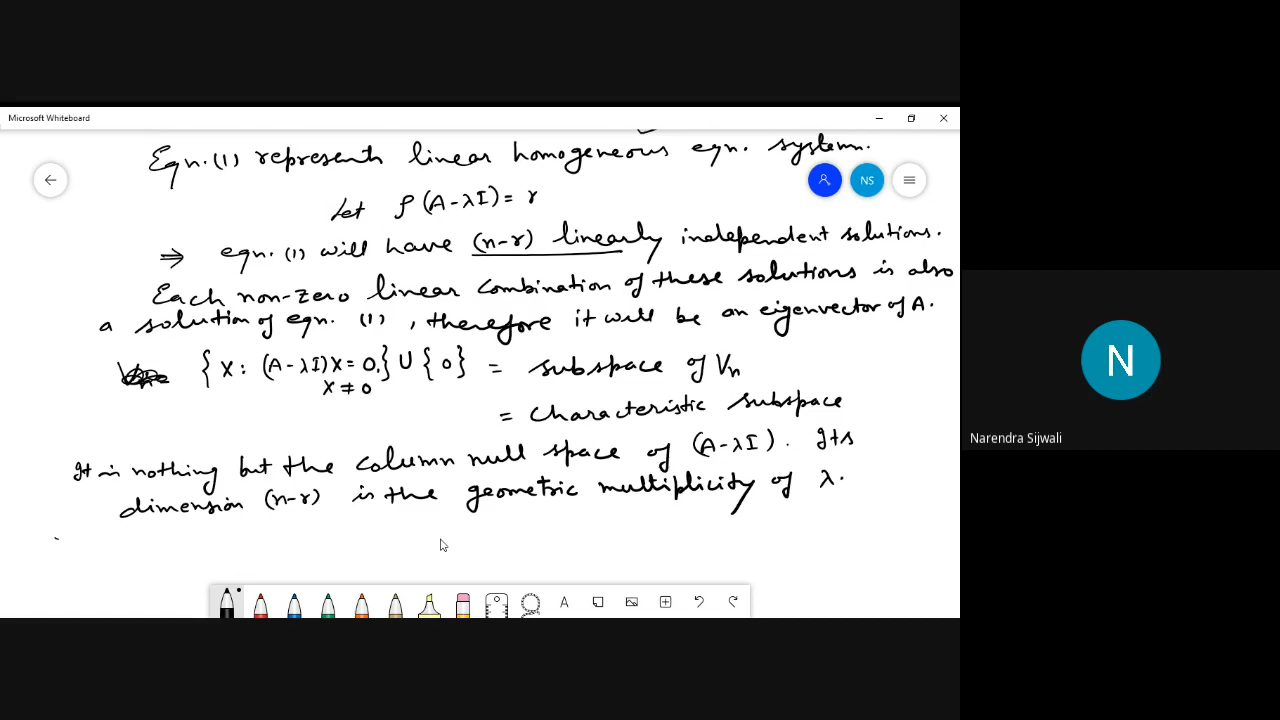 Microsoft Whiteboard
Eqn.(1) represents linear homogeneous eqn. system.
NS
Let ρ(A-λI) = r
⇒ eqn.(1) will have (n-r) linearly independent solutions.
Each non-zero linear combination of these solutions is also
a solution of eqn. (1), therefore it will be an eigenvector of A.
{X: (A-λI)X = 0,} ∪ {0} = subspace of Vn
X ≠ 0
= Characteristic subspace
It is nothing but the column null space of (A-λI). Its
dimension (n-r) is the geometric multiplicity of λ.
N
Narendra Sijwali
A